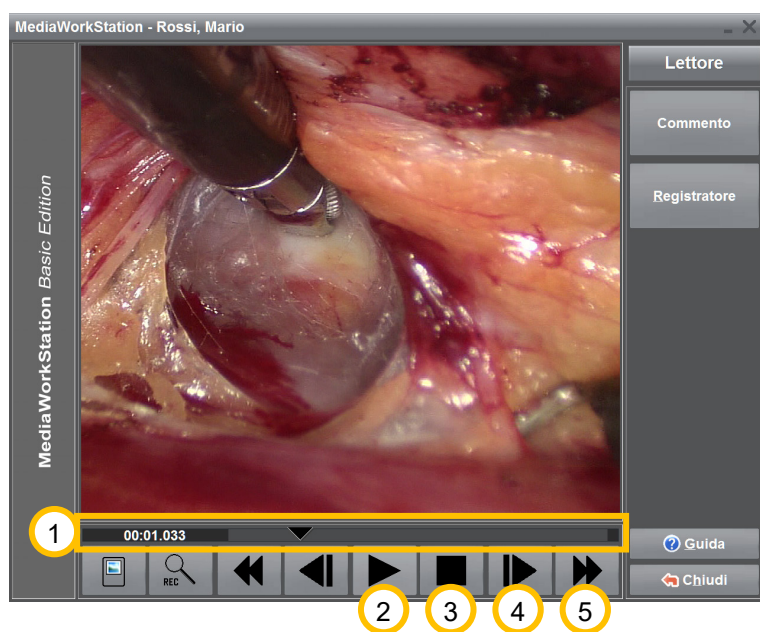 MediaWorkStation - Rossi, Mario
MediaWorkStation Basic Edition
Lettore
Commento
Registratore
1
00:01.033
REC
Guida
Chiudi
2
3
4
5